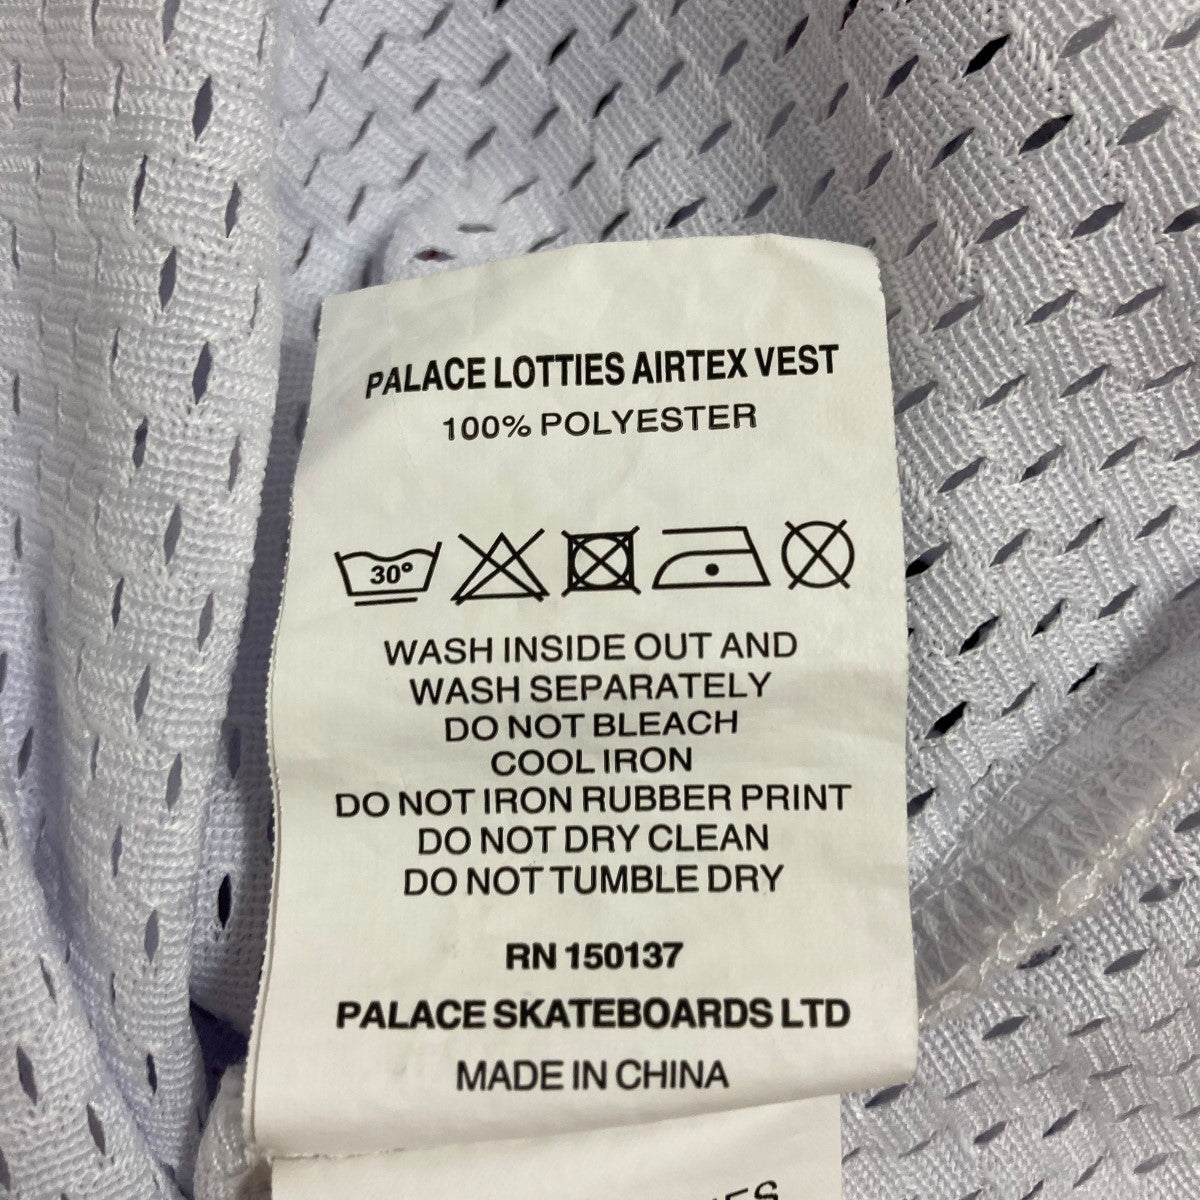 PALACE LOTTIES AIRTEX VEST
100% POLYESTER
30°
WASH INSIDE OUT AND
WASH SEPARATELY
DO NOT BLEACH
COOL IRON
DO NOT IRON RUBBER PRINT
DO NOT DRY CLEAN
DO NOT TUMBLE DRY
RN 150137
PALACE SKATEBOARDS LTD
MADE IN CHINA